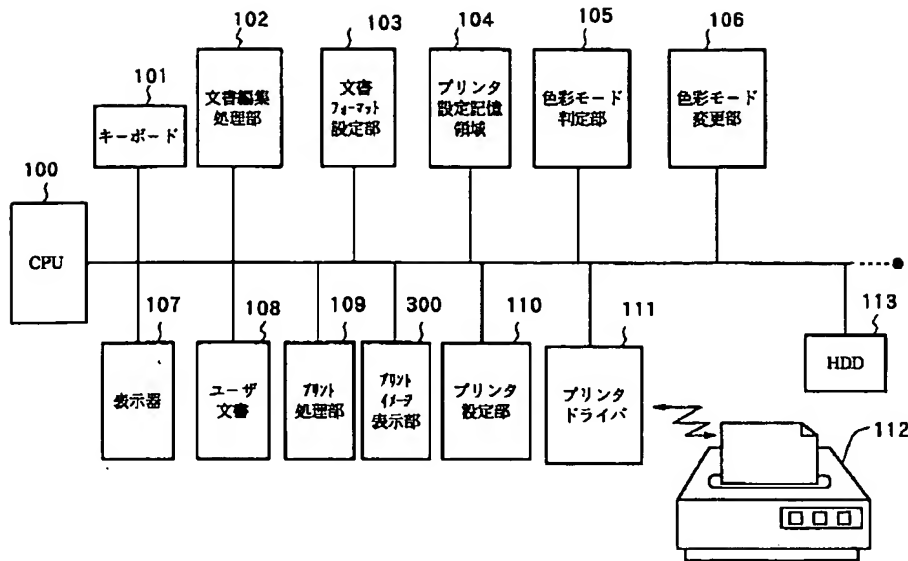 102
103
104
105
106
101
文書編集
処理部
文書
フォーマット
設定部
プリンタ
設定記憶
領域
色彩モード
判定部
色彩モード
変更部
キーボード
100
CPU
107
108
109
300
110
111
113
表示器
ユーザ
文書
プリント
処理部
プリント
イメージ
表示部
プリンタ
設定部
プリンタ
ドライバ
HDD
112